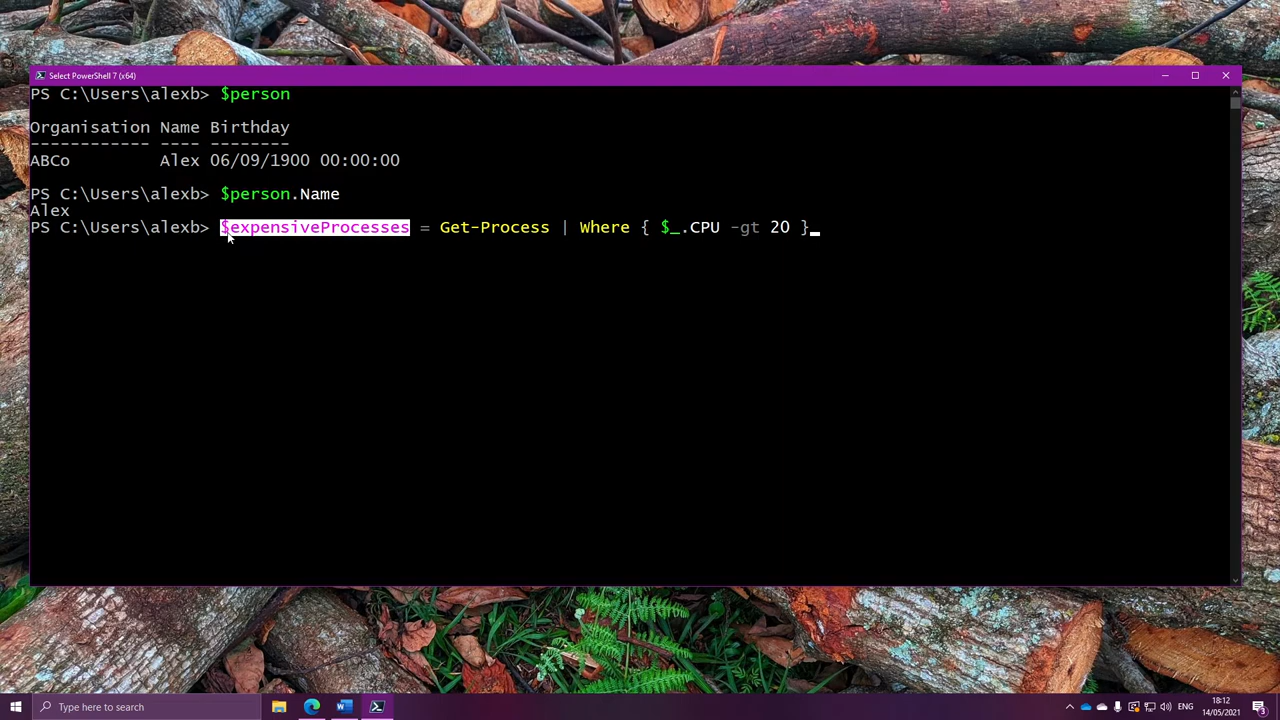 Select PowerShell 7 (x64)
PS C:\Users\alexb> $person
Organisation Name Birthday
------------ ---- --------
ABCo         Alex 06/09/1900 00:00:00
PS C:\Users\alexb> $person.Name
Alex
PS C:\Users\alexb> $expensiveProcesses = Get-Process | Where { $_.CPU -gt 20 }
Type here to search
ENG
18:12
14/05/2021
3